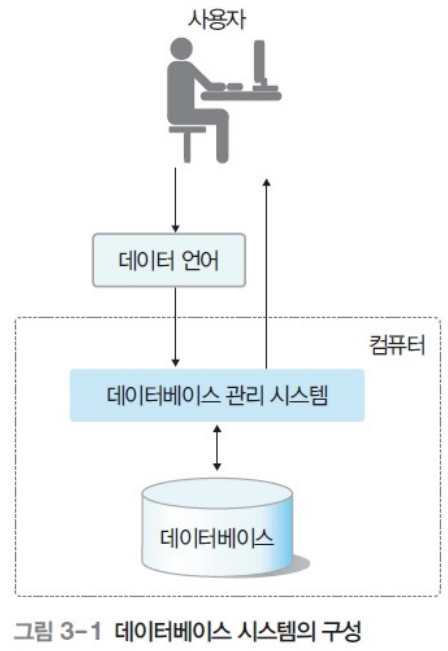 사용자
데이터 언어
컴퓨터
데이터베이스 관리 시스템
데이터베이스
그림 3-1 데이터베이스 시스템의 구성